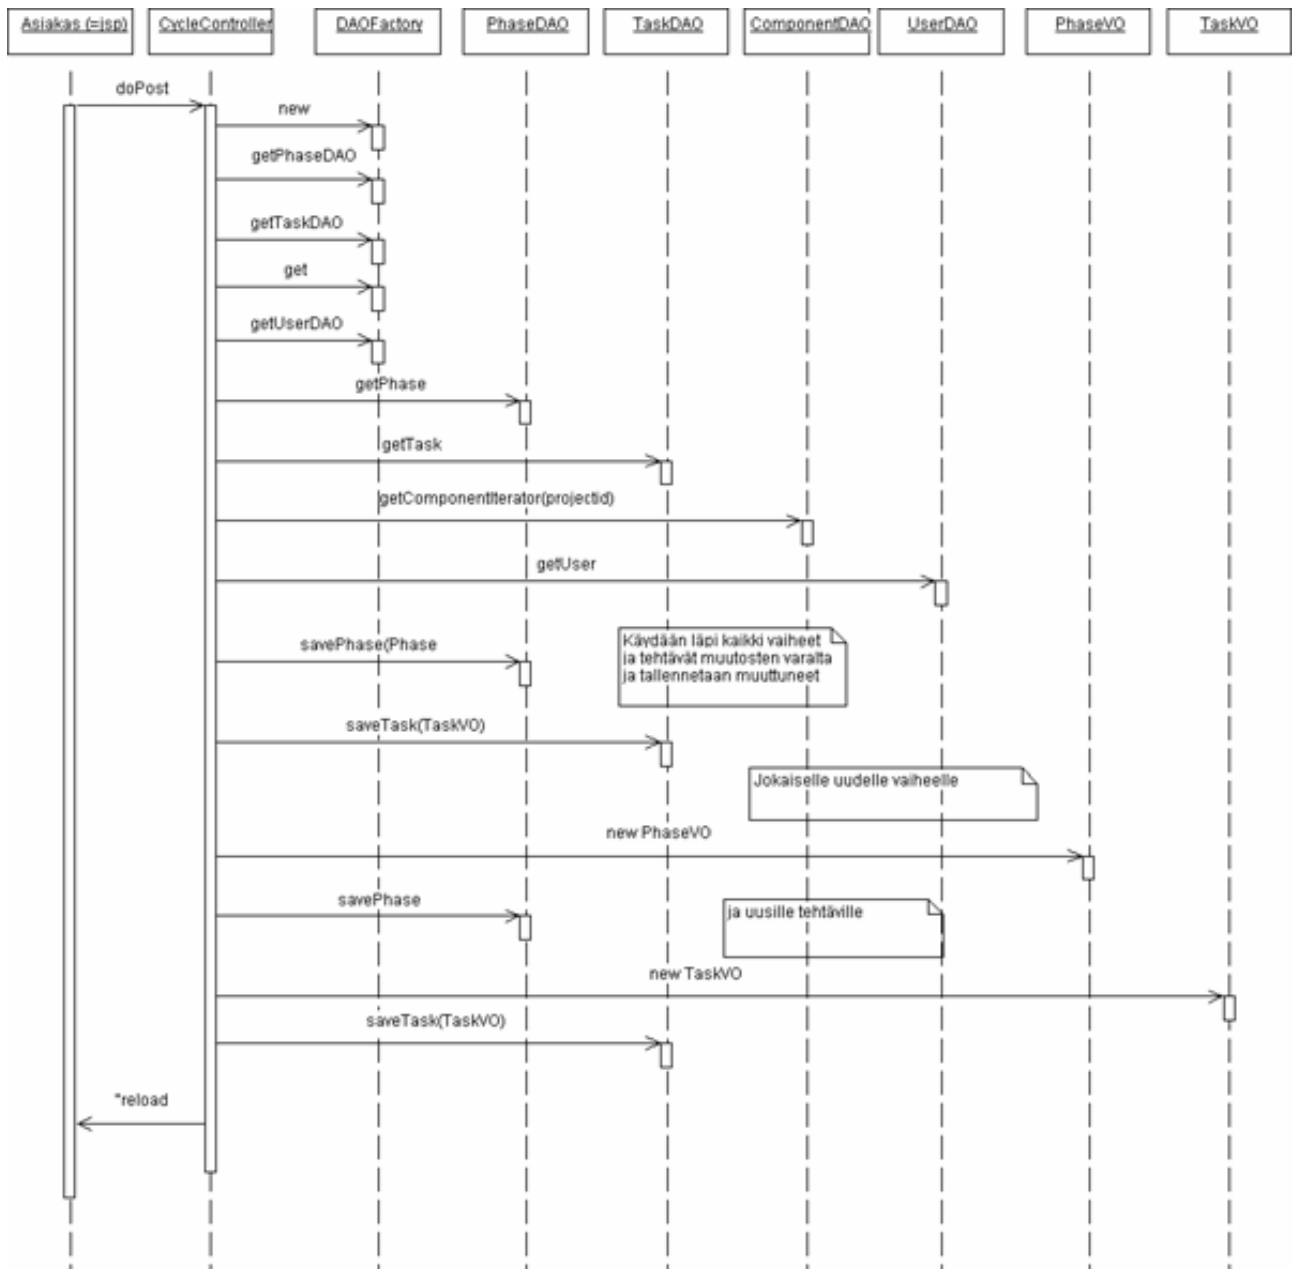 Asiakas (=jsp)
CycleController
DAOFactory
PhaseDAO
TaskDAO
ComponentDAO
UserDAO
PhaseVO
TaskVO
doPost
new
getPhaseDAO
getTaskDAO
get
getUserDAO
getPhase
getTask
getComponentIterator(projectid)
getUser
savePhase(Phase
Käydään läpi kaikki vaiheet
ja tehtävät muutosten varalta
ja tallennetaan muuttuneet
saveTask(TaskVO)
Jokaiselle uudelle vaiheelle
new PhaseVO
savePhase
ja uusille tehtäville
new TaskVO
saveTask(TaskVO)
*reload